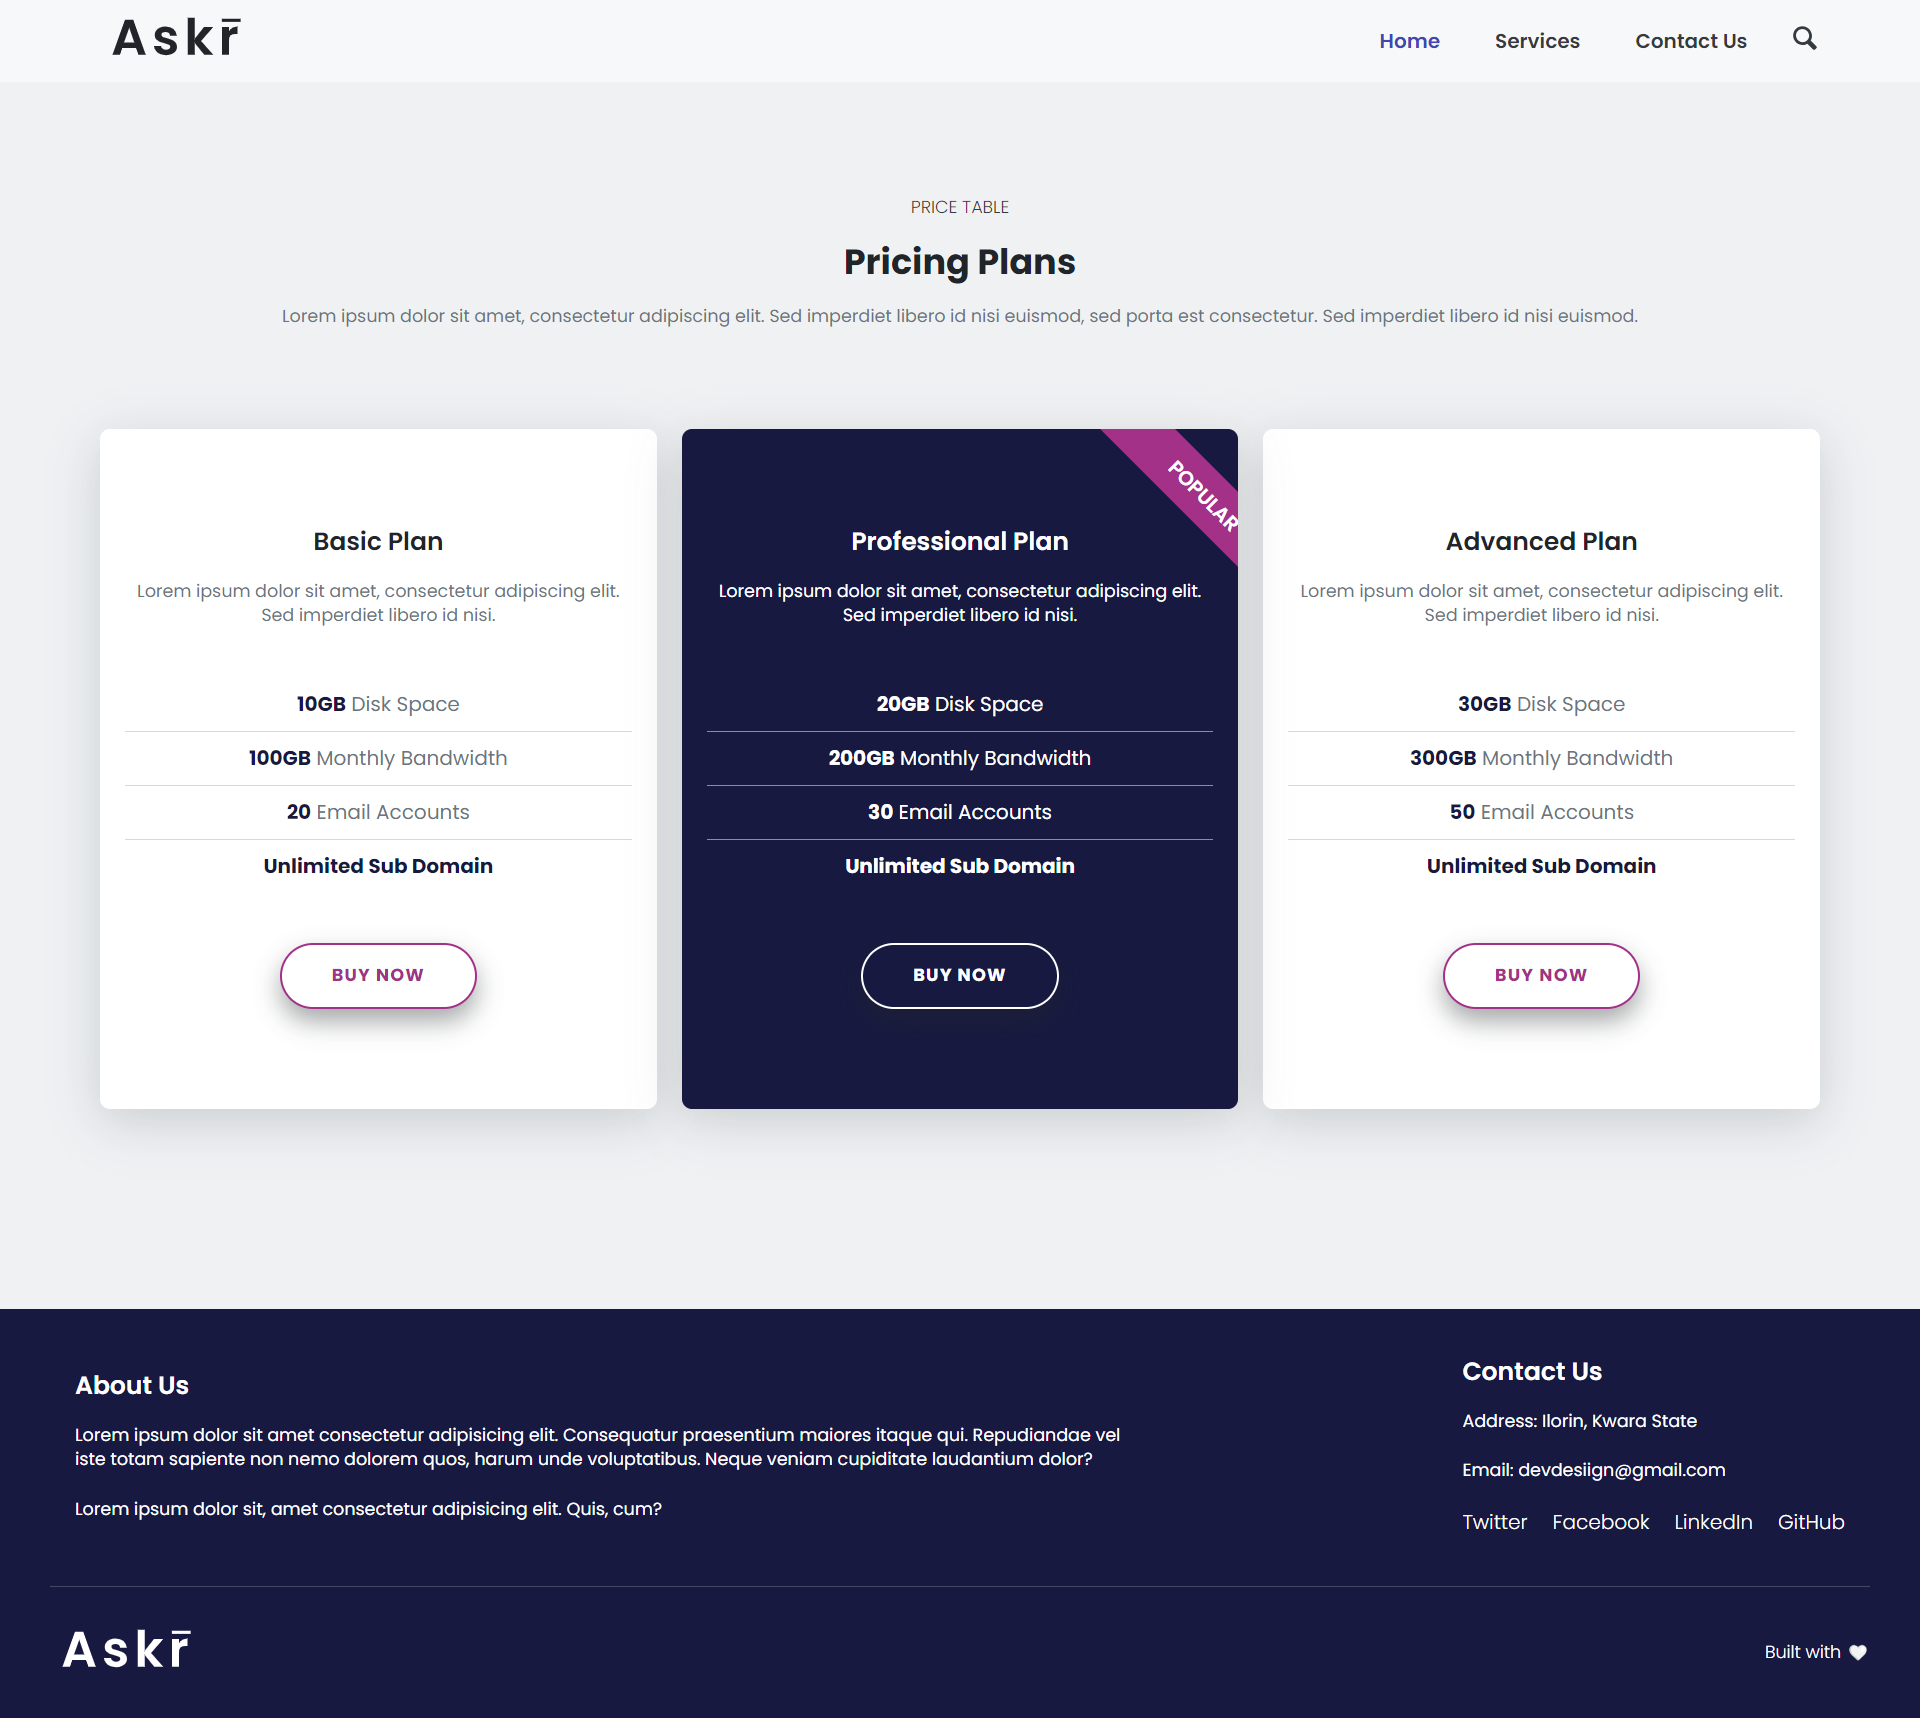 Askr̅
Home
Services
Contact Us
PRICE TABLE
Pricing Plans
Lorem ipsum dolor sit amet, consectetur adipiscing elit. Sed imperdiet libero id nisi euismod, sed porta est consectetur. Sed imperdiet libero id nisi euismod.
Basic Plan
Lorem ipsum dolor sit amet, consectetur adipiscing elit.
Sed imperdiet libero id nisi.
10GB Disk Space
100GB Monthly Bandwidth
20 Email Accounts
Unlimited Sub Domain
BUY NOW
POPULAR
Professional Plan
Lorem ipsum dolor sit amet, consectetur adipiscing elit.
Sed imperdiet libero id nisi.
20GB Disk Space
200GB Monthly Bandwidth
30 Email Accounts
Unlimited Sub Domain
BUY NOW
Advanced Plan
Lorem ipsum dolor sit amet, consectetur adipiscing elit.
Sed imperdiet libero id nisi.
30GB Disk Space
300GB Monthly Bandwidth
50 Email Accounts
Unlimited Sub Domain
BUY NOW
About Us
Lorem ipsum dolor sit amet consectetur adipisicing elit. Consequatur praesentium maiores itaque qui. Repudiandae vel
iste totam sapiente non nemo dolorem quos, harum unde voluptatibus. Neque veniam cupiditate laudantium dolor?
Lorem ipsum dolor sit, amet consectetur adipisicing elit. Quis, cum?
Contact Us
Address: Ilorin, Kwara State
Email: devdesiign@gmail.com
Twitter
Facebook
LinkedIn
GitHub
Askr̅
Built with 🤍